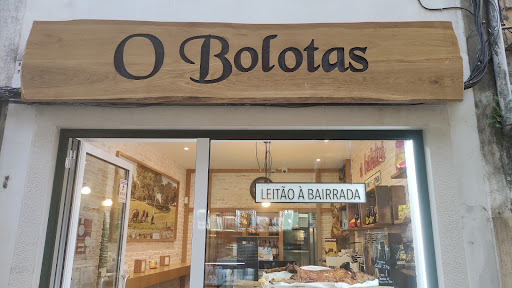 O Bolotas
LEITÃO À BAIRRADA